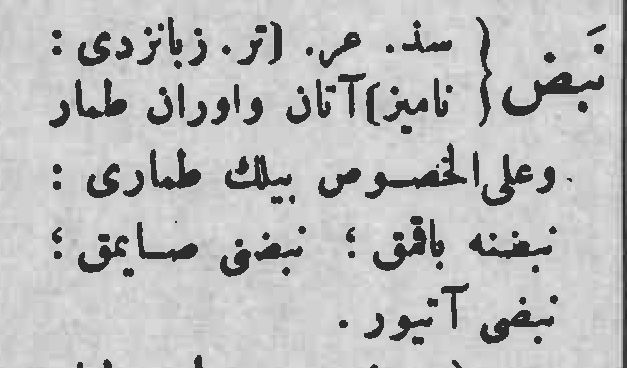 نَبض { سذ. عر. (تر. زبانزدی :
نامیز) آتان واوران طمار
وعلی الخصوص بیلك طماری :
نبضنه باقمق ؛ نبضنی صایمق ؛
نبضی آتیور .